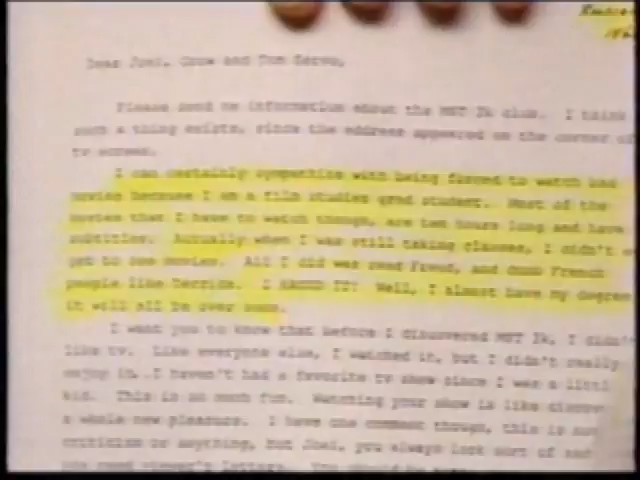 Dear Joel, Crow and Tom Servo,
Please send me information about the MST 3k club. I think
such a thing exists, since the address appeared on the corner of
tv screen.
I can certainly sympathize with being forced to watch bad
movies because I am a film studies grad student. Most of the
movies that I have to watch though, are two hours long and have
subtitles. Actually when I was still taking classes, I didn't
get to see movies. All I did was read Freud, and dumb French
people like Derrida. I HATED IT! Well, I almost have my degree
it will all be over soon.
I want you to know that before I discovered MST 3k, I didn't
like tv. Like everyone else, I watched it, but I didn't really
enjoy it. I haven't had a favorite tv show since I was a little
kid. This is so much fun. Watching your show is like
a whole new pleasure. I have one comment though, this is not
criticism or anything, but Joel, you always look sort of sad
you read viewer's letters. You should be